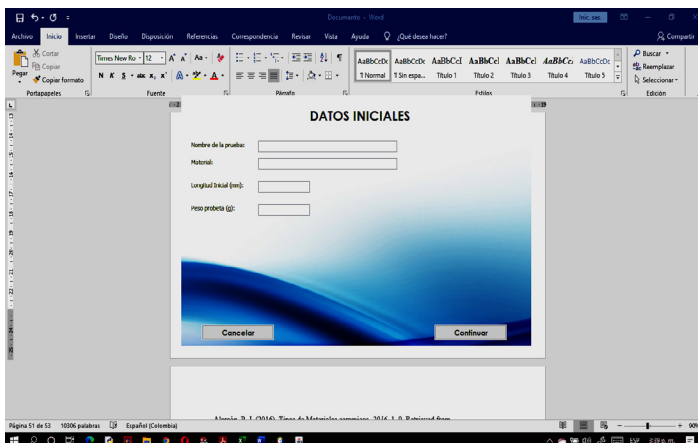 Documento - Word
Inic. ses.
Archivo Inicio Insertar Diseño Disposición Referencias Correspondencia Revisar Vista Ayuda ¿Qué desea hacer? Compartir
Cortar
Copiar
Copiar formato
Pegar
Portapapeles
Times New Ro 12
Fuente
Párrafo
AaBbCcDc AaBbCcDc AaBbCcI AaBbCcl AaBbCcl AaBbCc AaBbCcDc
1 Normal 1 Sin espa... Título 1 Título 2 Título 3 Título 4 Título 5
Estilos
Buscar
Reemplazar
Seleccionar
Edición
DATOS INICIALES
Nombre de la prueba:
Material:
Longitud Inicial (mm):
Peso probeta (g):
Cancelar Continuar
Página 51 de 53 10306 palabras Español (Colombia)
ESP